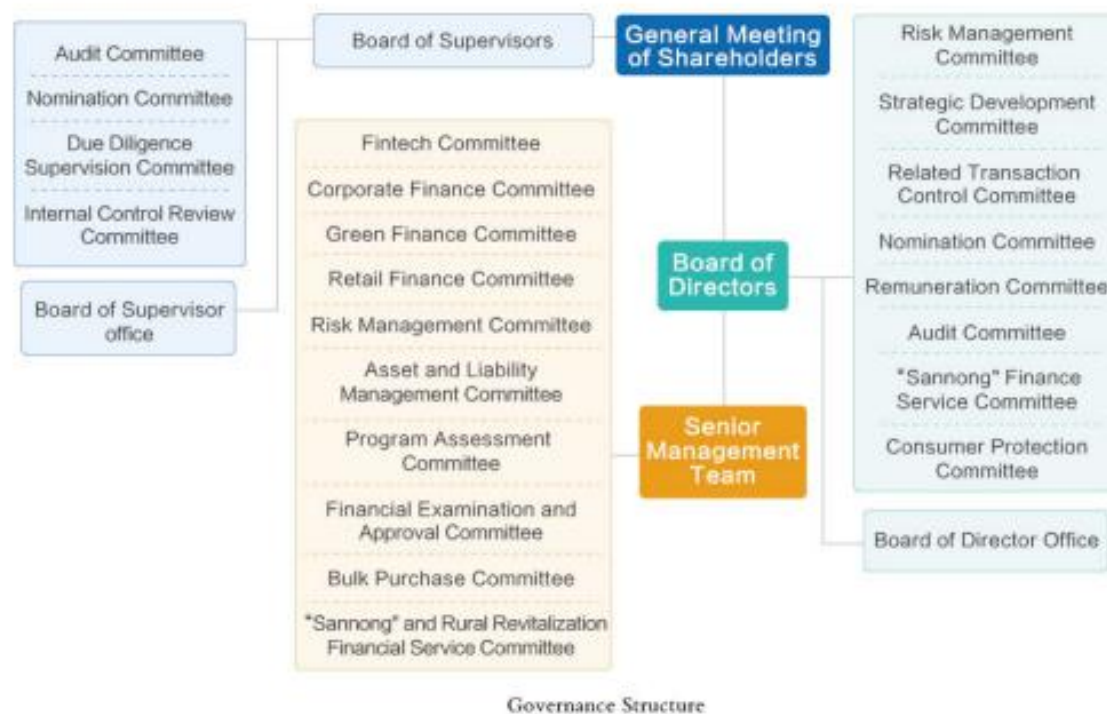 Audit Committee
Nomination Committee
Due Diligence
Supervision Committee
Internal Control Review
Committee
Board of Supervisor
office
Board of Supervisors
General Meeting
of Shareholders
Fintech Committee
Corporate Finance Committee
Green Finance Committee
Retail Finance Committee
Risk Management Committee
Asset and Liability
Management Committee
Program Assessment
Committee
Financial Examination and
Approval Committee
Bulk Purchase Committee
"Sannong" and Rural Revitalization
Financial Service Committee
Board of
Directors
Senior
Management
Team
Risk Management
Committee
Strategic Development
Committee
Related Transaction
Control Committee
Nomination Committee
Remuneration Committee
Audit Committee
"Sannong" Finance
Service Committee
Consumer Protection
Committee
Board of Director Office
Governance Structure